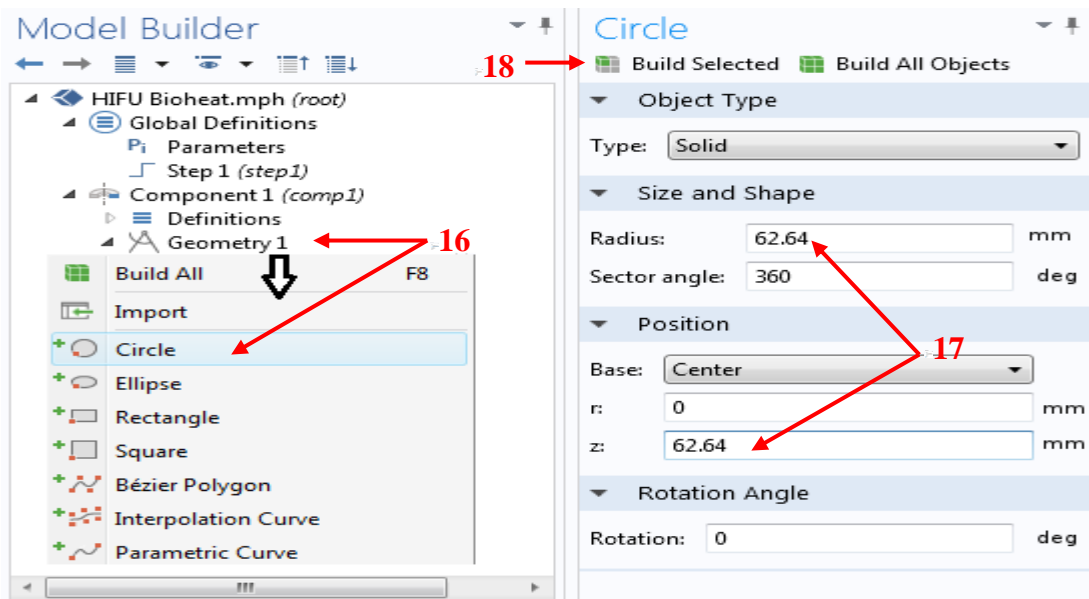 Model Builder
HIFU Bioheat.mph (root)
Global Definitions
Pi Parameters
Step 1 (step1)
Component 1 (comp1)
Definitions
Geometry 1
16
Build All F8
Import
Circle
Ellipse
Rectangle
Square
Bézier Polygon
Interpolation Curve
Parametric Curve
Circle
18
Build Selected Build All Objects
Object Type
Type: Solid
Size and Shape
Radius: 62.64 mm
Sector angle: 360 deg
Position
17
Base: Center
r: 0 mm
z: 62.64 mm
Rotation Angle
Rotation: 0 deg